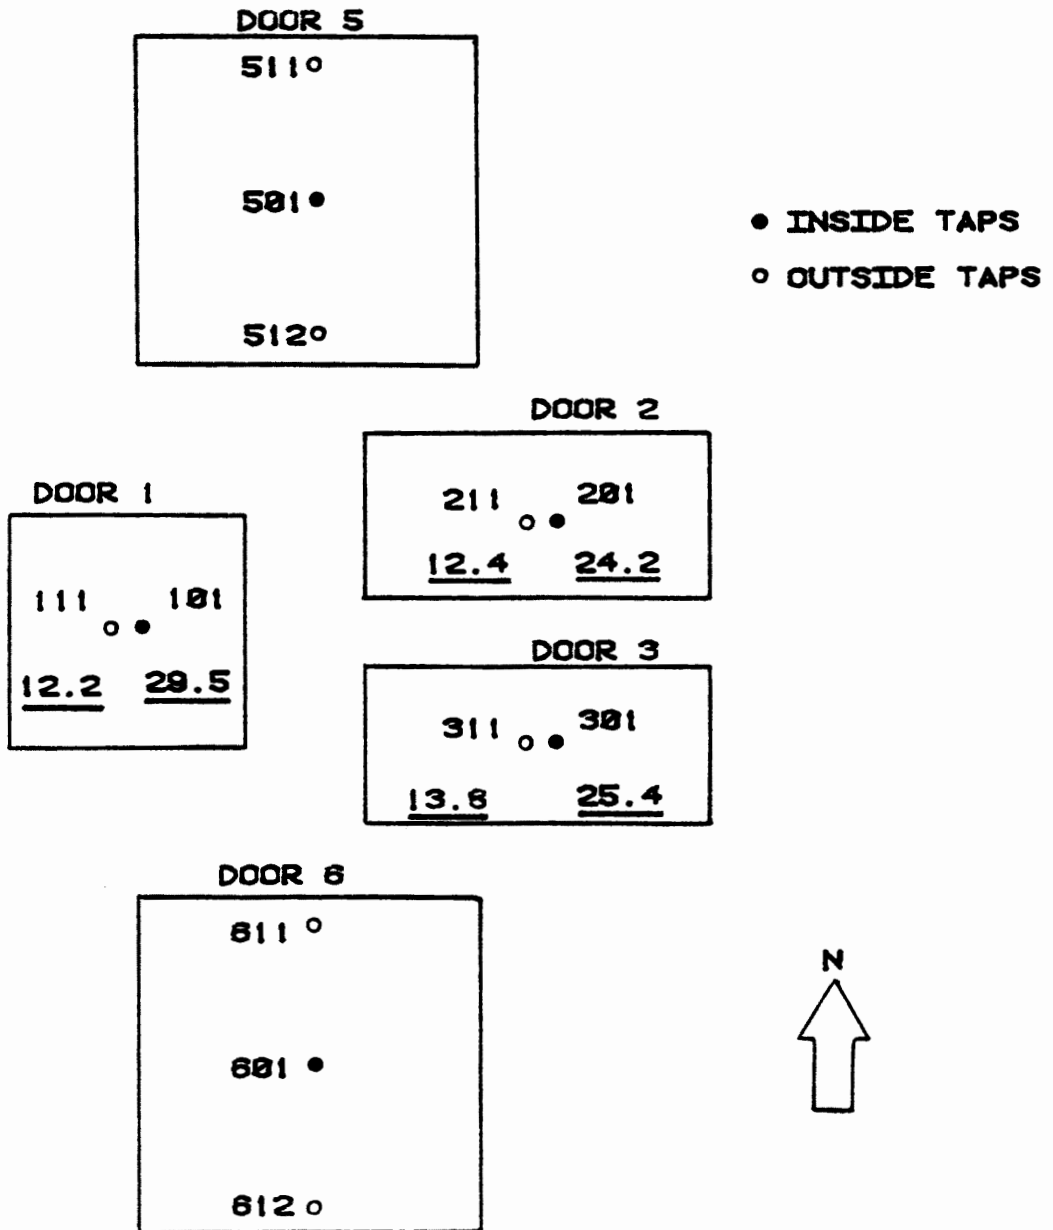 DOOR 5
511
501
INSIDE TAPS
OUTSIDE TAPS
512
DOOR 2
211 201
12.4 24.2
DOOR 1
111 101
12.2 29.5
DOOR 3
311 301
13.8 25.4
DOOR 6
611
601
612
N